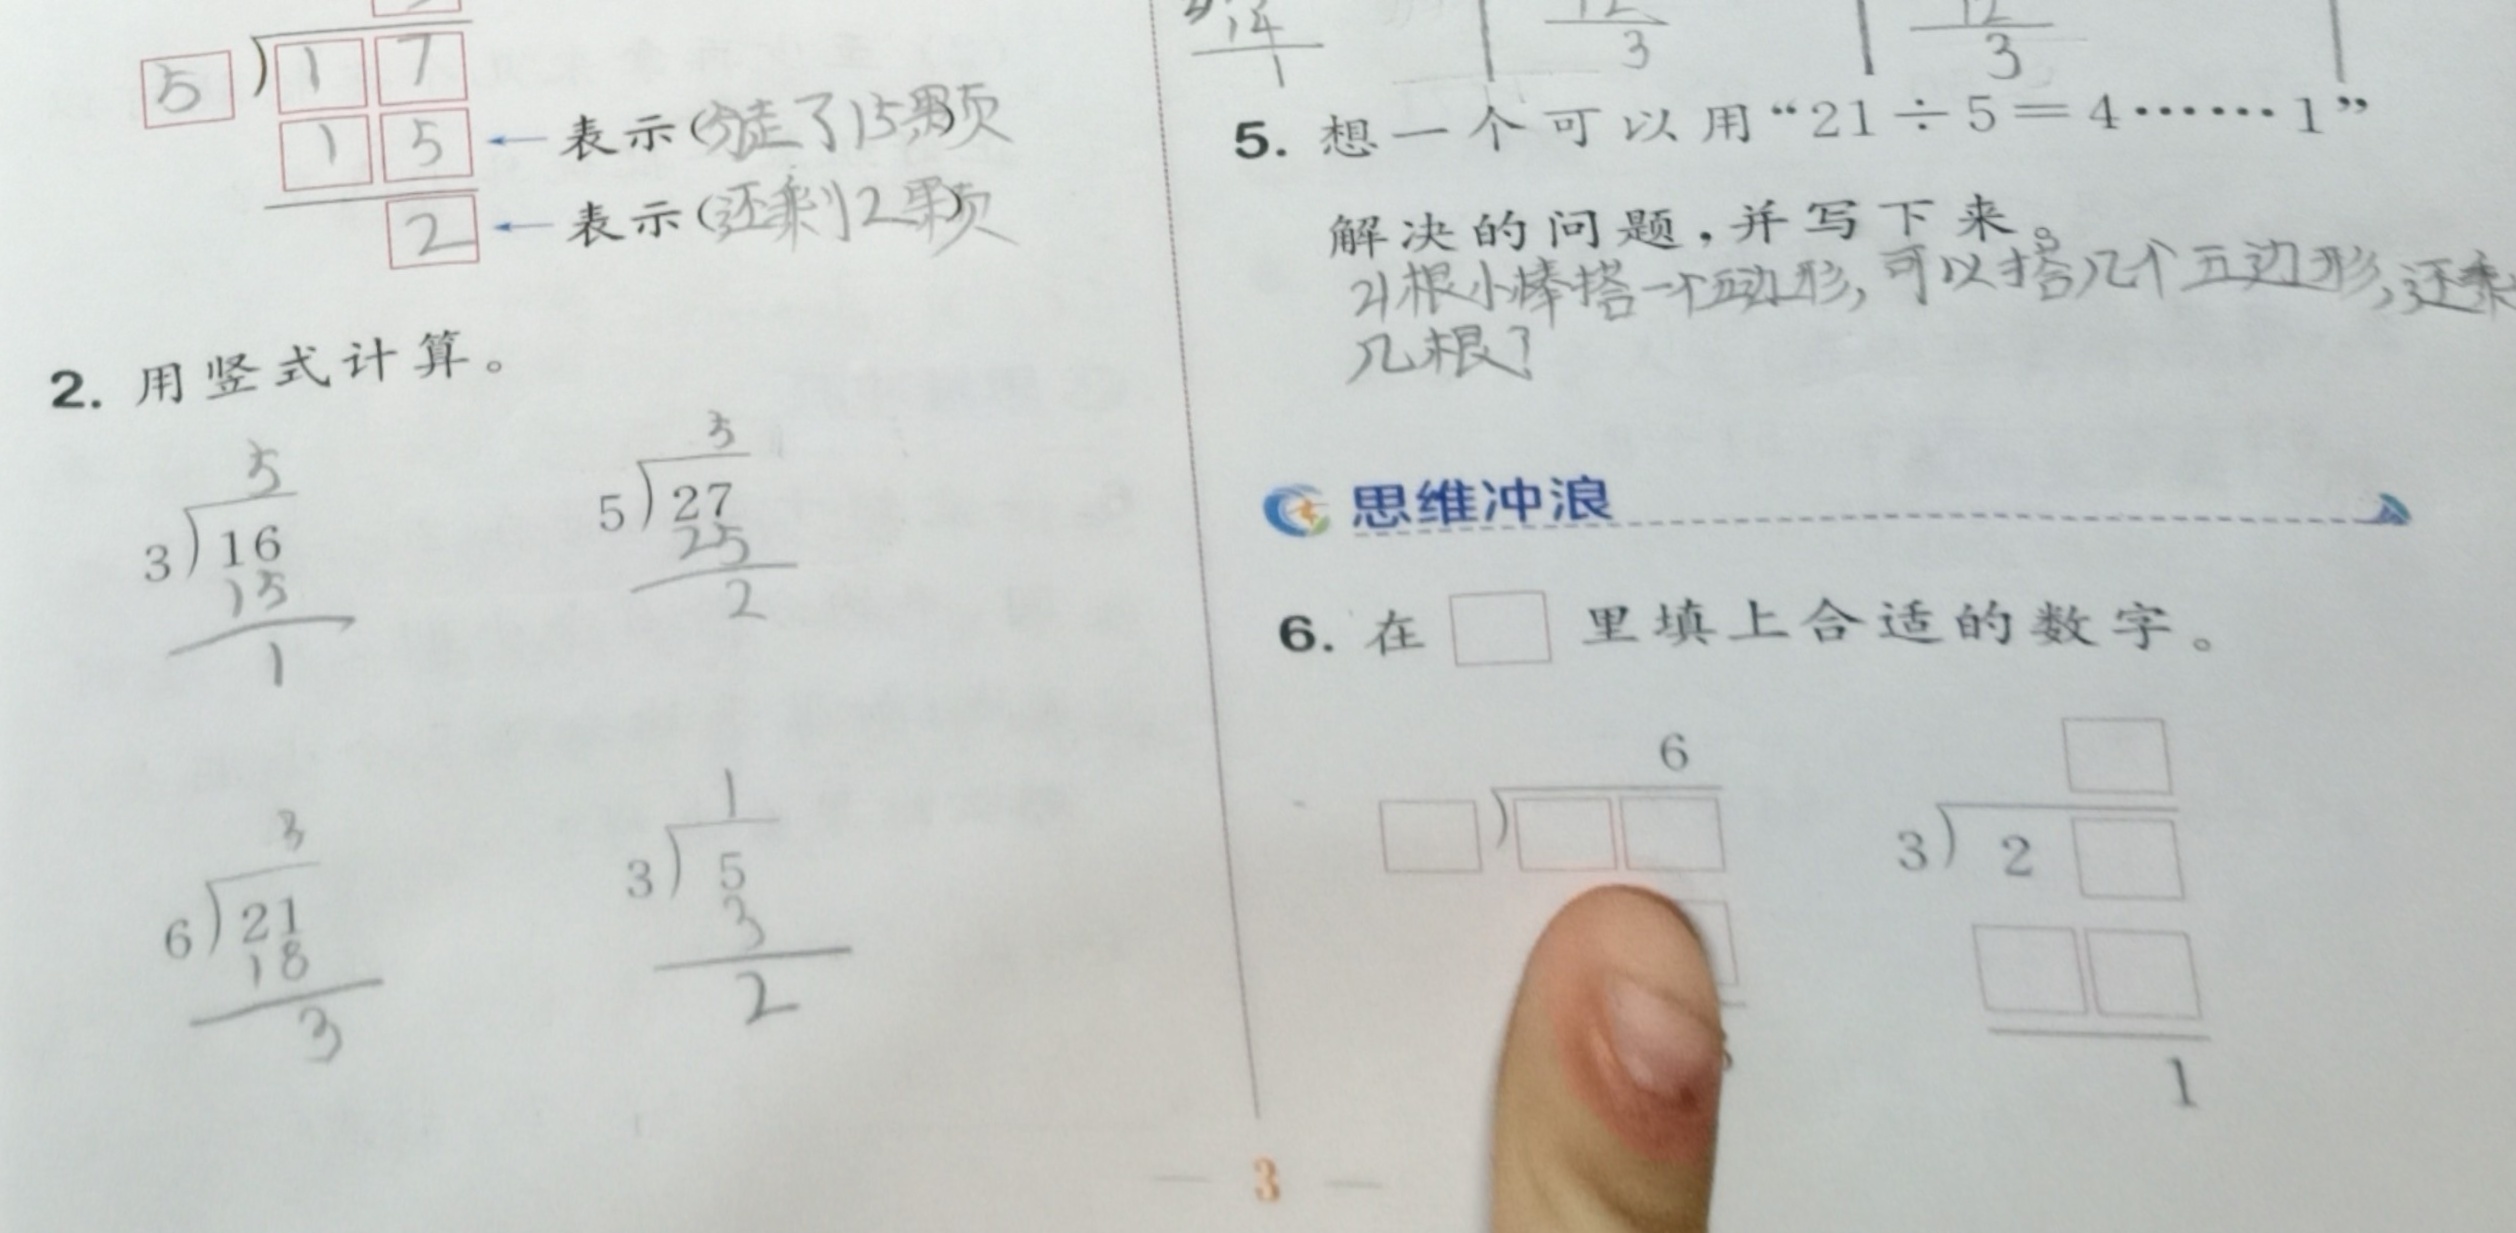 5 ) 1 7
1 5 ← 表示(分走了15颗)
2 ← 表示(还剩2颗)
2. 用竖式计算。
5
3 ) 16
15
1
5
5 ) 27
25
2
3
6 ) 21
18
3
1
3 ) 5
3
2
14
1
12
3
12
3
5. 想一个可以用“21÷5=4……1”
解决的问题，并写下来。
21根小棒搭一个五边形,可以搭几个五边形,还剩
几根?
思维冲浪
6. 在□里填上合适的数字。
6
□ ) □□
□
3 ) 2□
□□
1
3